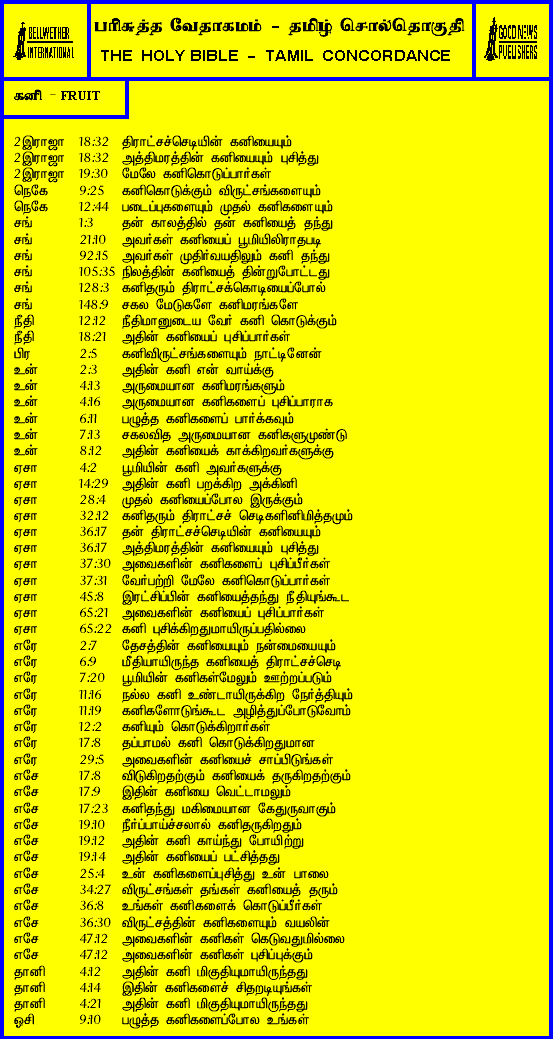 BELLWETHER
INTERNATIONAL
பரிசுத்த வேதாகமம் - தமிழ் சொல்தொகுதி
THE HOLY BIBLE - TAMIL CONCORDANCE
GOOD NEWS
PUBLISHERS
கனி - FRUIT
2இராஜா 18:32 திராட்சச்செடியின் கனியையும்
2இராஜா 18:32 அத்திமரத்தின் கனியையும் புசித்து
2இராஜா 19:30 மேலே கனிகொடுப்பார்கள்
நெகே 9:25 கனிகொடுக்கும் விருட்சங்களையும்
நெகே 12:44 படைப்புகளையும் முதல் கனிகளையும்
சங் 1:3 தன் காலத்தில் தன் கனியைத் தந்து
சங் 21:10 அவர்கள் கனியைப் பூமியிலிராதபடி
சங் 92:15 அவர்கள் முதிர்வயதிலும் கனி தந்து
சங் 105:35 நிலத்தின் கனியைத் தின்றுபோட்டது
சங் 128:3 கனிதரும் திராட்சக்கொடியைப்போல்
சங் 148:9 சகல மேடுகளே கனிமரங்களே
நீதி 12:12 நீதிமானுடைய வேர் கனி கொடுக்கும்
நீதி 18:21 அதின் கனியைப் புசிப்பார்கள்
பிர 2:5 கனிவிருட்சங்களையும் நாட்டினேன்
உன் 2:3 அதின் கனி என் வாய்க்கு
உன் 4:13 அருமையான கனிமரங்களும்
உன் 4:16 அருமையான கனிகளைப் புசிப்பாராக
உன் 6:11 பழுத்த கனிகளைப் பார்க்கவும்
உன் 7:13 சகலவித அருமையான கனிகளுமுண்டு
உன் 8:12 அதின் கனியைக் காக்கிறவர்களுக்கு
ஏசா 4:2 பூமியின் கனி அவர்களுக்கு
ஏசா 14:29 அதின் கனி பறக்கிற அக்கினி
ஏசா 28:4 முதல் கனியைப்போல இருக்கும்
ஏசா 32:12 கனிதரும் திராட்சச் செடிகளினிமித்தமும்
ஏசா 36:17 தன் திராட்சச்செடியின் கனியையும்
ஏசா 36:17 அத்திமரத்தின் கனியையும் புசித்து
ஏசா 37:30 அவைகளின் கனிகளைப் புசிப்பீர்கள்
ஏசா 37:31 வேர்பற்றி மேலே கனிகொடுப்பார்கள்
ஏசா 45:8 இரட்சிப்பின் கனியைத்தந்து நீதியுங்கூட
ஏசா 65:21 அவைகளின் கனியைப் புசிப்பார்கள்
ஏசா 65:22 கனி புசிக்கிறதுமாயிருப்பதில்லை
எரே 2:7 தேசத்தின் கனியையும் நன்மையையும்
எரே 6:9 மீதியாயிருந்த கனியைத் திராட்சச்செடி
எரே 7:20 பூமியின் கனிகள்மேலும் ஊற்றப்படும்
எரே 11:16 நல்ல கனி உண்டாயிருக்கிற நேர்த்தியும்
எரே 11:19 கனிகளோடுங்கூட அழித்துப்போடுவோம்
எரே 12:2 கனியும் கொடுக்கிறார்கள்
எரே 17:8 தப்பாமல் கனி கொடுக்கிறதுமான
எரே 29:5 அவைகளின் கனியைச் சாப்பிடுங்கள்
எசே 17:8 விடுகிறதற்கும் கனியைக் தருகிறதற்கும்
எசே 17:9 இதின் கனியை வெட்டாமலும்
எசே 17:23 கனிதந்து மகிமையான கேதுருவாகும்
எசே 19:10 நீர்ப்பாய்ச்சலால் கனிதருகிறதும்
எசே 19:12 அதின் கனி காய்ந்து போயிற்று
எசே 19:14 அதின் கனியைப் பட்சித்தது
எசே 25:4 உன் கனிகளைப்புசித்து உன் பாலை
எசே 34:27 விருட்சங்கள் தங்கள் கனியைத் தரும்
எசே 36:8 உங்கள் கனிகளைக் கொடுப்பீர்கள்
எசே 36:30 விருட்சத்தின் கனிகளையும் வயலின்
எசே 47:12 அவைகளின் கனிகள் கெடுவதுமில்லை
எசே 47:12 அவைகளின் கனிகள் புசிப்புக்கும்
தானி 4:12 அதின் கனி மிகுதியுமாயிருந்தது
தானி 4:14 இதின் கனிகளைச் சிதறடியுங்கள்
தானி 4:21 அதின் கனி மிகுதியுமாயிருந்தது
ஓசி 9:10 பழுத்த கனிகளைப்போல உங்கள்